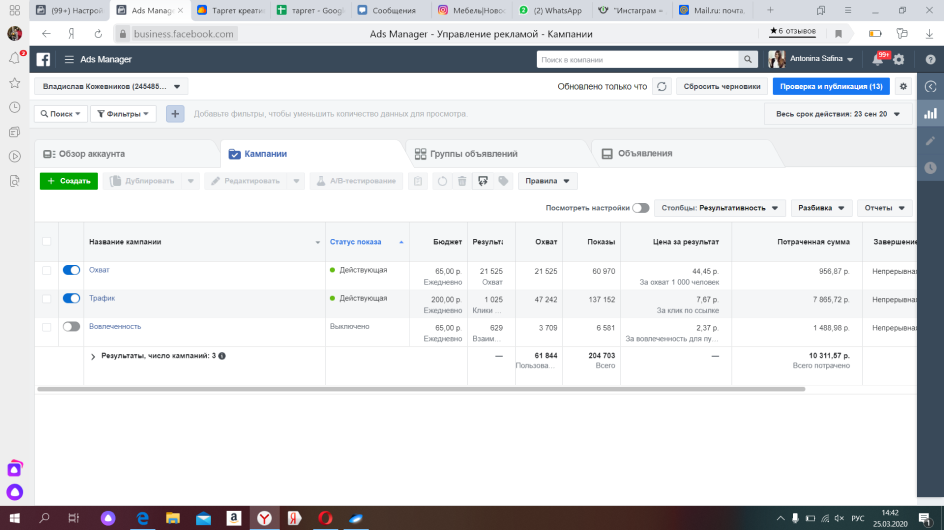 (99+) Настрой
Ads Manag
Таргет креати
таргет - Goog
Сообщения
Мебель|Новос
(2) WhatsApp
"Инстаграм –
Mail.ru: почта,
business.facebook.com
Ads Manager - Управление рекламой - Кампании
★6 отзывов
Ads Manager
Поиск в кампании
Antonina Safina
99+
Владислав Кожевников (245485...
Обновлено только что
Сбросить черновики
Проверка и публикация (13)
Поиск
Фильтры
Добавьте фильтры, чтобы уменьшить количество данных для просмотра.
Весь срок действия: 23 сен 20
Обзор аккаунта
Кампании
Группы объявлений
Объявления
+ Создать
Дублировать
Редактировать
A/B-тестирование
Правила
Посмотреть настройки
Столбцы: Результативность
Разбивка
Отчеты
Название кампании
Статус показа
Бюджет
Результа
Охват
Показы
Цена за результат
Потраченная сумма
Завершение
Охват
Действующая
65,00 р.
21 525
21 525
60 970
44,45 р.
956,87 р.
Непрерывна
Ежедневно
Охват
За охват 1 000 человек
Трафик
Действующая
200,00 р.
1 025
47 242
137 152
7,67 р.
7 865,72 р.
Непрерывна
Ежедневно
Клики ...
За клик по ссылке
Вовлеченность
Выключено
65,00 р.
629
3 709
6 581
2,37 р.
1 488,98 р.
Непрерывна
Ежедневно
Взаим...
За вовлеченность для пу...
Результаты, число кампаний: 3
—
61 844
204 703
—
10 311,57 р.
Пользова...
Всего
Всего потрачено
РУС
14:42
25.03.2020